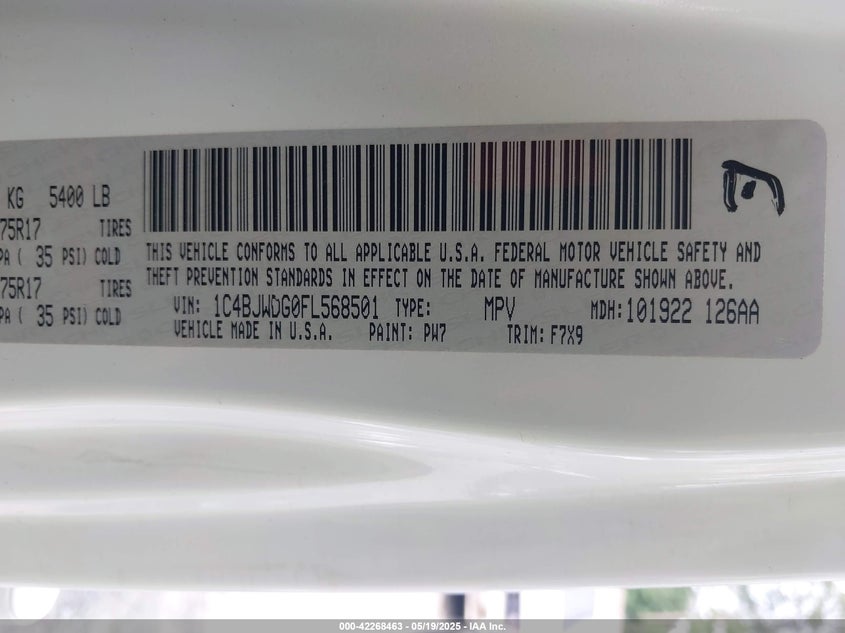 KG 5400 LB
75R17 TIRES
PA ( 35 PSI) COLD
75R17 TIRES
PA ( 35 PSI) COLD
THIS VEHICLE CONFORMS TO ALL APPLICABLE U.S.A. FEDERAL MOTOR VEHICLE SAFETY AND
THEFT PREVENTION STANDARDS IN EFFECT ON THE DATE OF MANUFACTURE SHOWN ABOVE.
VIN: 1C4BJWDG0FL568501 TYPE: MPV MDH: 101922 126AA
VEHICLE MADE IN U.S.A. PAINT: PW7 TRIM: F7X9
000-42268463 - 05/19/2025 - IAA Inc.